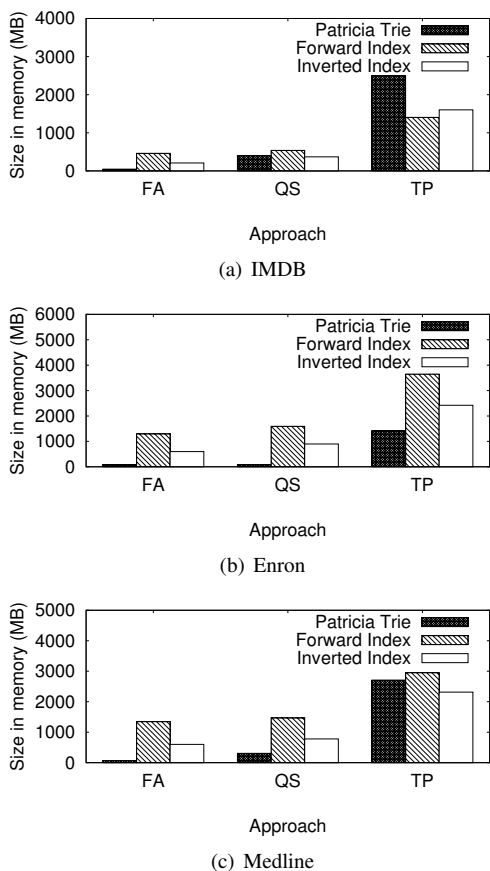 Size in memory (MB)
4000
3000
2000
1000
0
Patricia Trie
Forward Index
Inverted Index
FA QS TP
Approach
(a) IMDB
Size in memory (MB)
6000
5000
4000
3000
2000
1000
0
Patricia Trie
Forward Index
Inverted Index
FA QS TP
Approach
(b) Enron
Size in memory (MB)
5000
4000
3000
2000
1000
0
Patricia Trie
Forward Index
Inverted Index
FA QS TP
Approach
(c) Medline